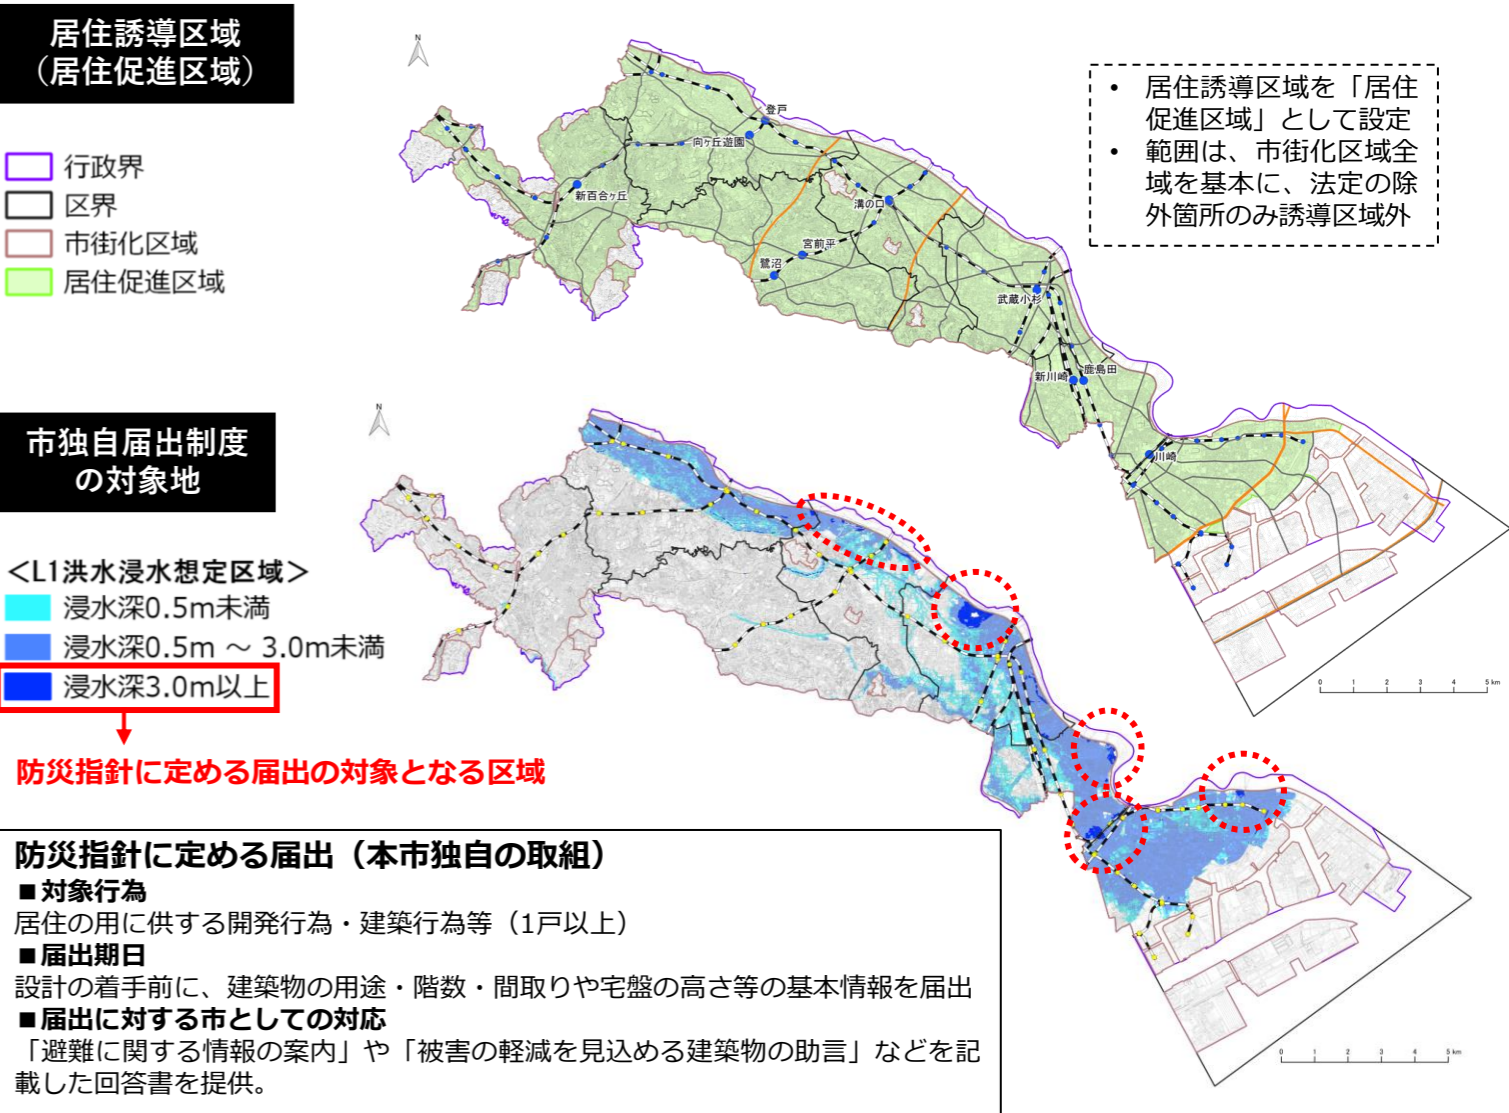 居住誘導区域
（居住促進区域）
行政界
区界
市街化区域
居住促進区域
N
登戸
向ヶ丘遊園
新百合ヶ丘
溝の口
宮前平
鷺沼
武蔵小杉
新川崎
鹿島田
川崎
0 1 2 3 4 5 km
• 居住誘導区域を「居住
促進区域」として設定
• 範囲は、市街化区域全
域を基本に、法定の除
外箇所のみ誘導区域外
市独自届出制度
の対象地
＜L1洪水浸水想定区域＞
浸水深0.5m未満
浸水深0.5m ～ 3.0m未満
浸水深3.0m以上
防災指針に定める届出の対象となる区域
N
0 1 2 3 4 5 km
防災指針に定める届出（本市独自の取組）
■対象行為
居住の用に供する開発行為・建築行為等（1戸以上）
■届出期日
設計の着手前に、建築物の用途・階数・間取りや宅盤の高さ等の基本情報を届出
■届出に対する市としての対応
「避難に関する情報の案内」や「被害の軽減を見込める建築物の助言」などを記
載した回答書を提供。